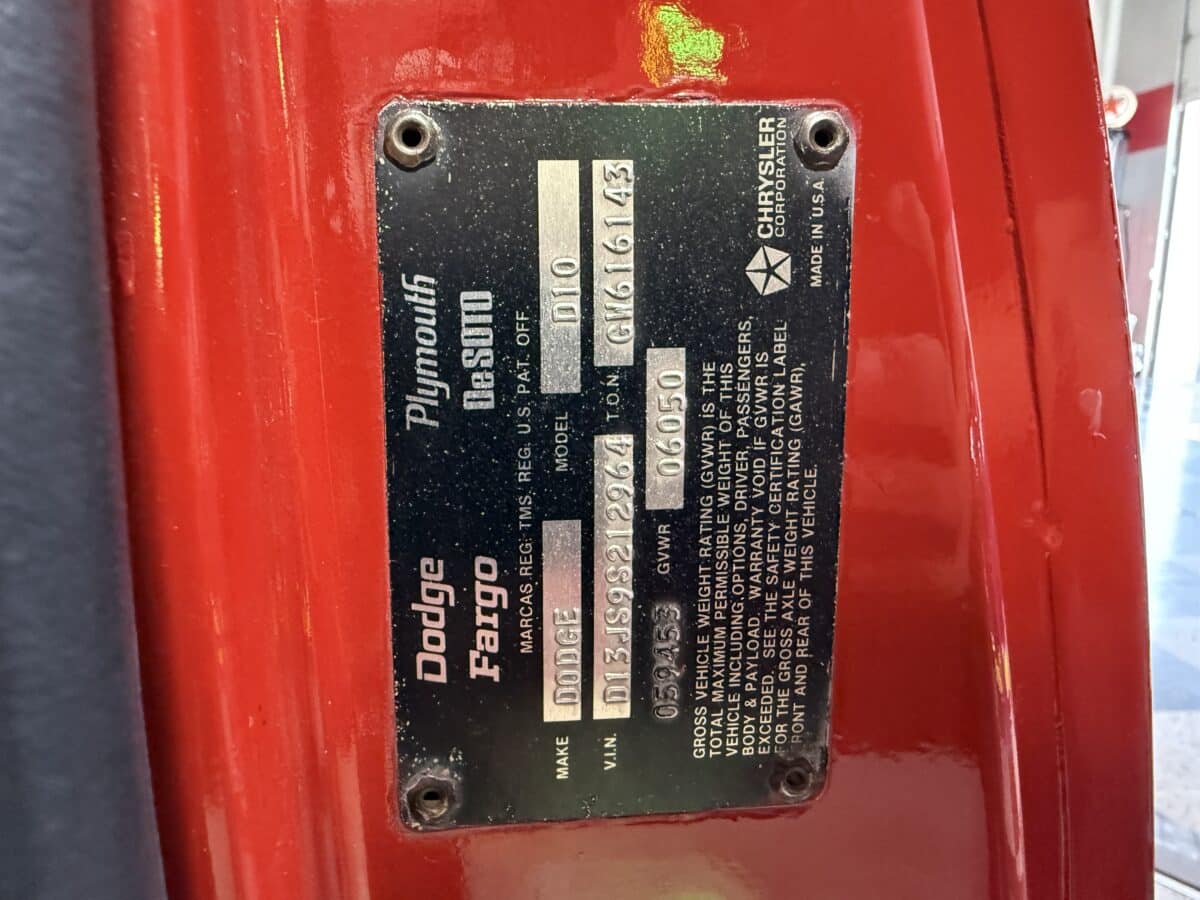 Dodge Plymouth
Fargo DeSOTO
MARCAS REG. TMS. REG. U.S. PAT. OFF.
MAKE DODGE MODEL D10
V.I.N. D13JS9S212964 T.O.N. GW616143
059453 GVWR 06050
GROSS VEHICLE WEIGHT RATING (GVWR) IS THE
TOTAL MAXIMUM PERMISSIBLE WEIGHT OF THIS
VEHICLE INCLUDING OPTIONS, DRIVER, PASSENGERS,
BODY & PAYLOAD. WARRANTY VOID IF GVWR IS
EXCEEDED. SEE THE SAFETY CERTIFICATION LABEL
FOR THE GROSS AXLE WEIGHT RATING (GAWR),
FRONT AND REAR OF THIS VEHICLE.
CHRYSLER
CORPORATION
MADE IN U.S.A.